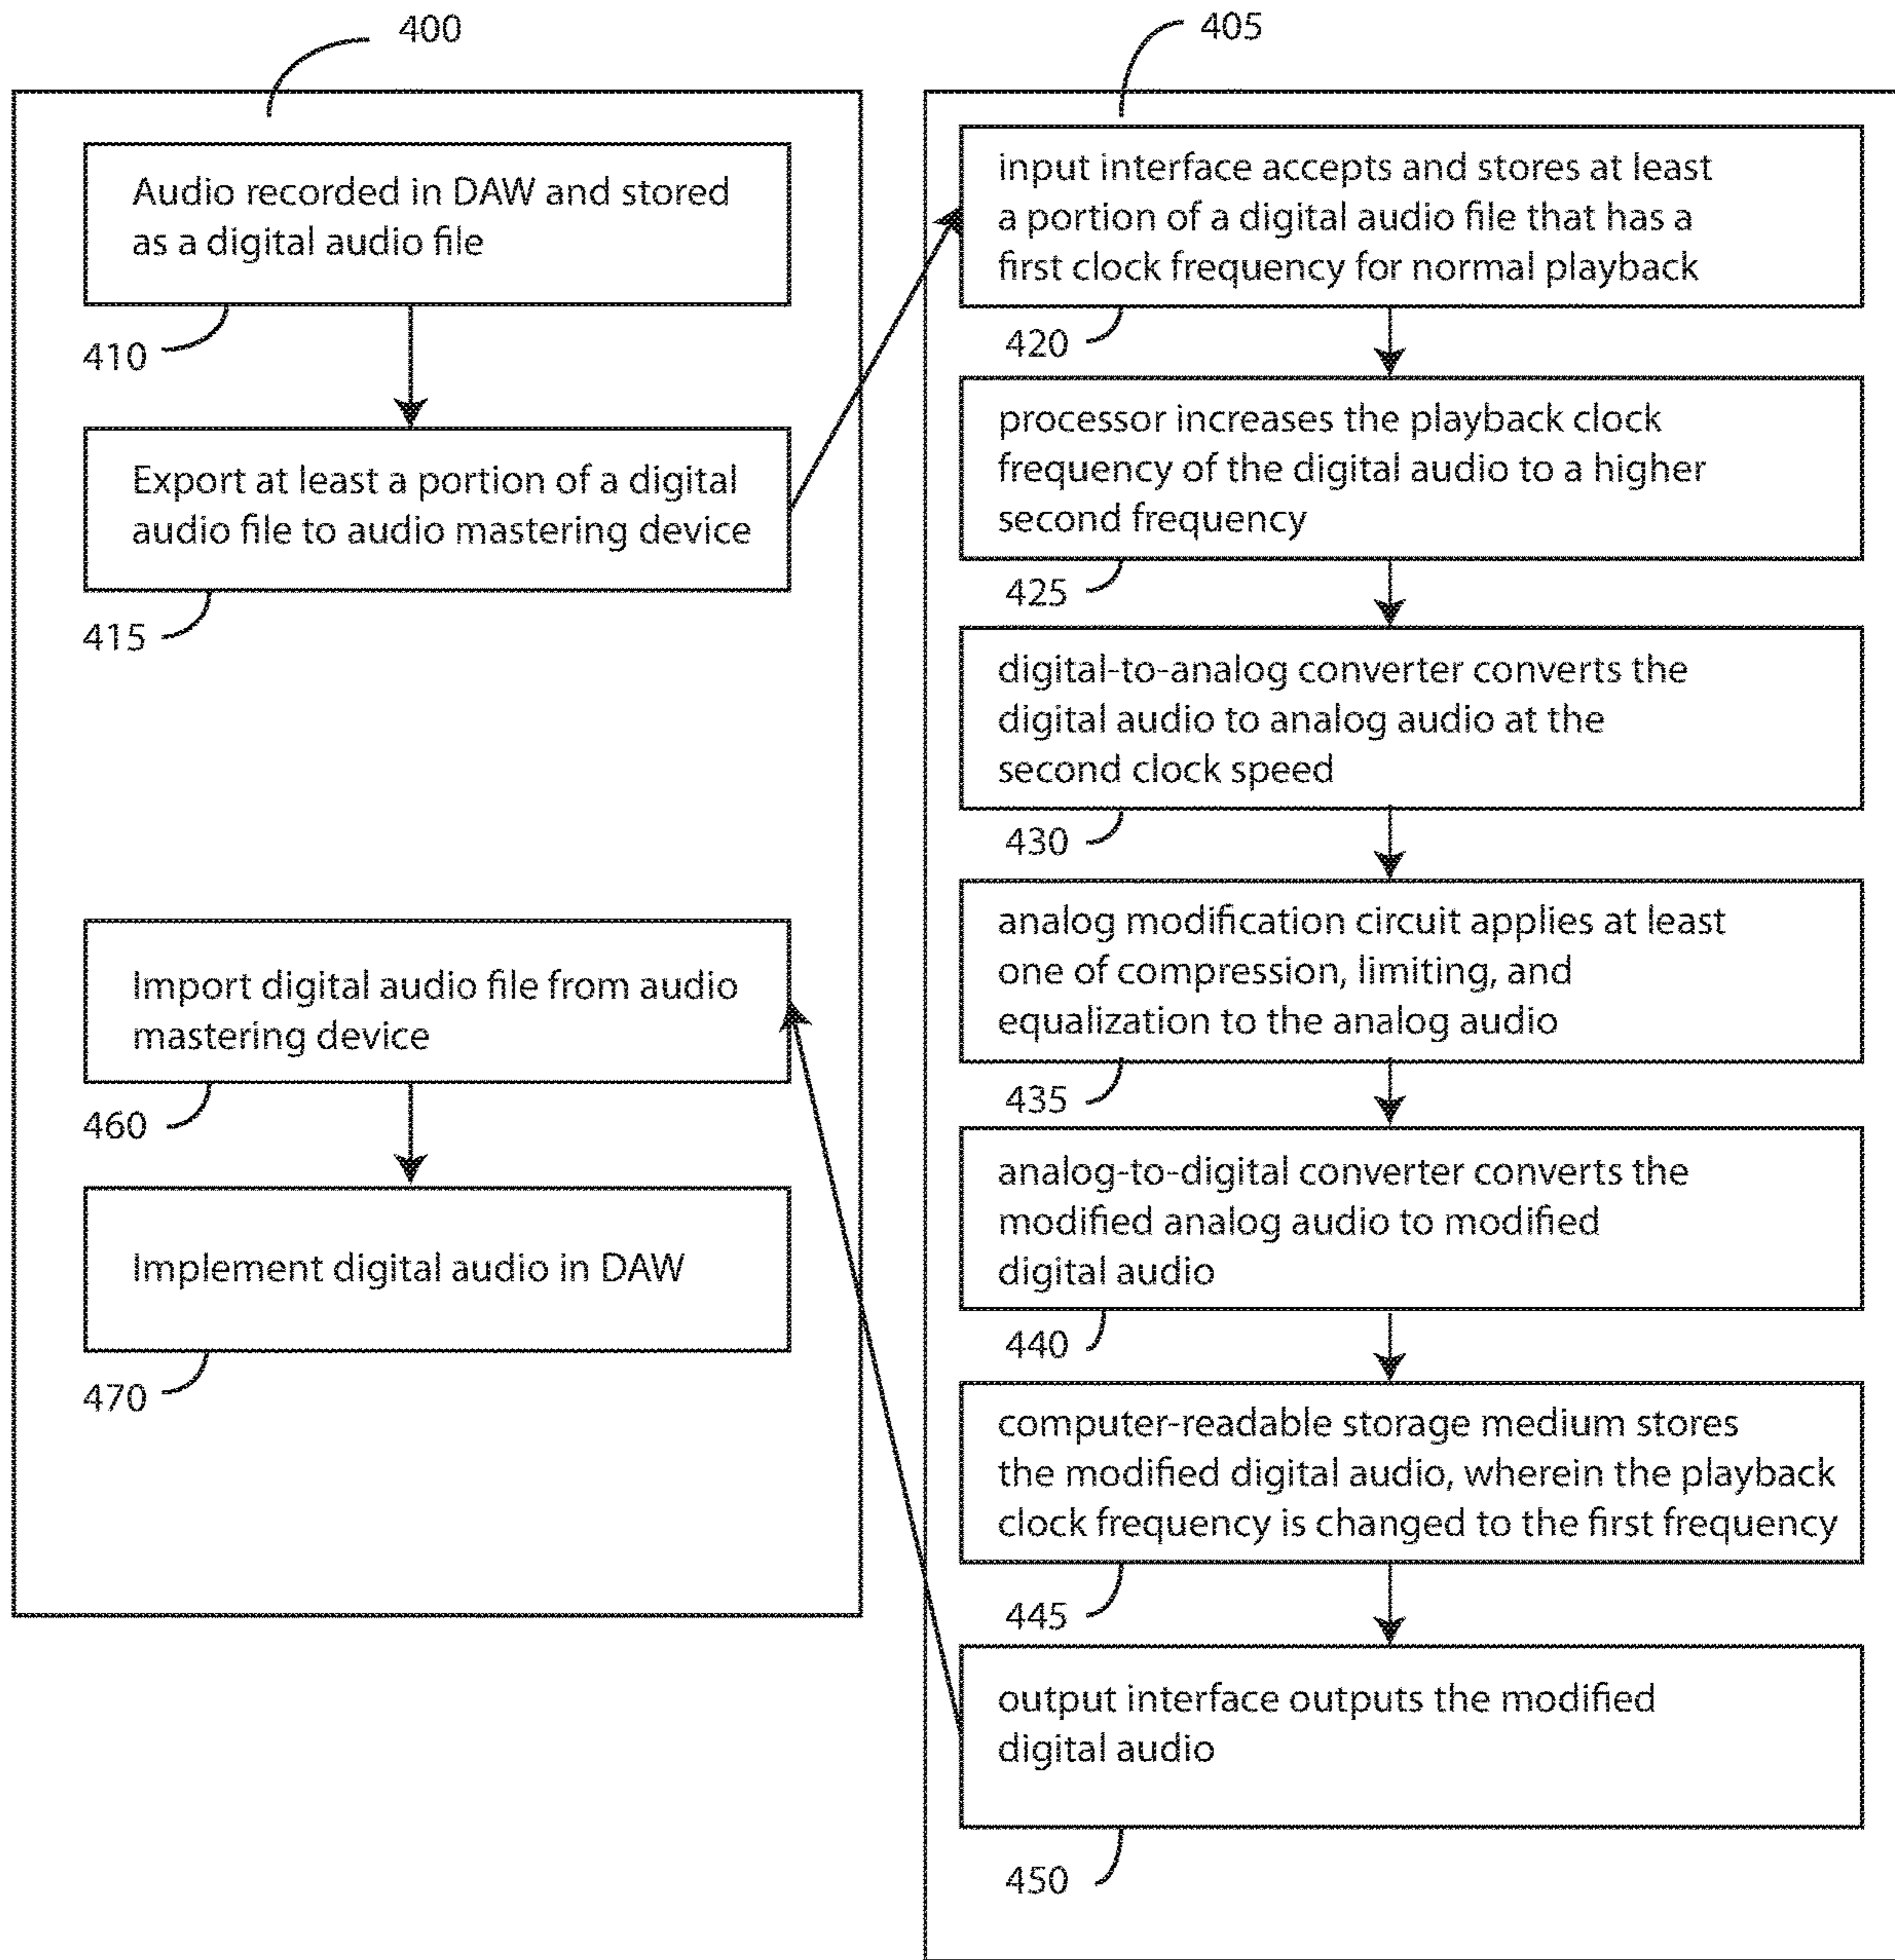 400
Audio recorded in DAW and stored
as a digital audio file
410
Export at least a portion of a digital
audio file to audio mastering device
415
Import digital audio file from audio
mastering device
460
Implement digital audio in DAW
470
405
input interface accepts and stores at least
a portion of a digital audio file that has a
first clock frequency for normal playback
420
processor increases the playback clock
frequency of the digital audio to a higher
second frequency
425
digital-to-analog converter converts the
digital audio to analog audio at the
second clock speed
430
analog modification circuit applies at least
one of compression, limiting, and
equalization to the analog audio
435
analog-to-digital converter converts the
modified analog audio to modified
digital audio
440
computer-readable storage medium stores
the modified digital audio, wherein the playback
clock frequency is changed to the first frequency
445
output interface outputs the modified
digital audio
450